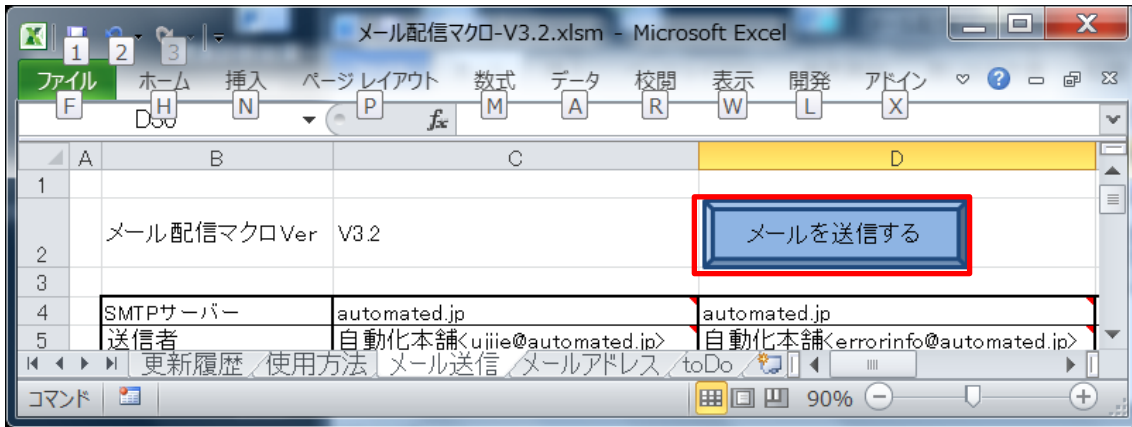 メール配信マクロ-V3.2.xlsm - Microsoft Excel
1 2 3
ファイル ホーム 挿入 ページ レイアウト 数式 データ 校閲 表示 開発 アドイン
F H N P M A R W L X
fx
A B C D
1
2 メール配信マクロVer V3.2 メールを送信する
3
4 SMTPサーバー automated.jp automated.jp
5 送信者 自動化本舗<ujiie@automated.jp> 自動化本舗<errorinfo@automated.jp>
更新履歴 使用方法 メール送信 メールアドレス toDo
コマンド 90%